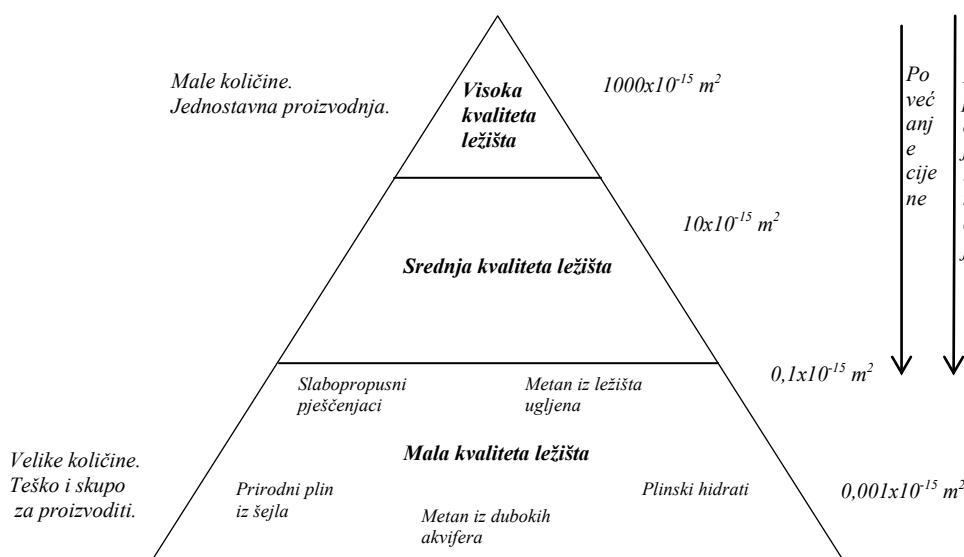 Male količine.
Jednostavna proizvodnja.
Visoka
kvaliteta
ležišta
1000x10⁻¹⁵ m²
Po
već
anj
e
cije
ne
10x10⁻¹⁵ m²
Srednja kvaliteta ležišta
0,1x10⁻¹⁵ m²
Slabopropusni
pješčenjaci
Metan iz ležišta
ugljena
Mala kvaliteta ležišta
Velike količine.
Teško i skupo
za proizvoditi.
Prirodni plin
iz šejla
Metan iz dubokih
akvifera
Plinski hidrati
0,001x10⁻¹⁵ m²